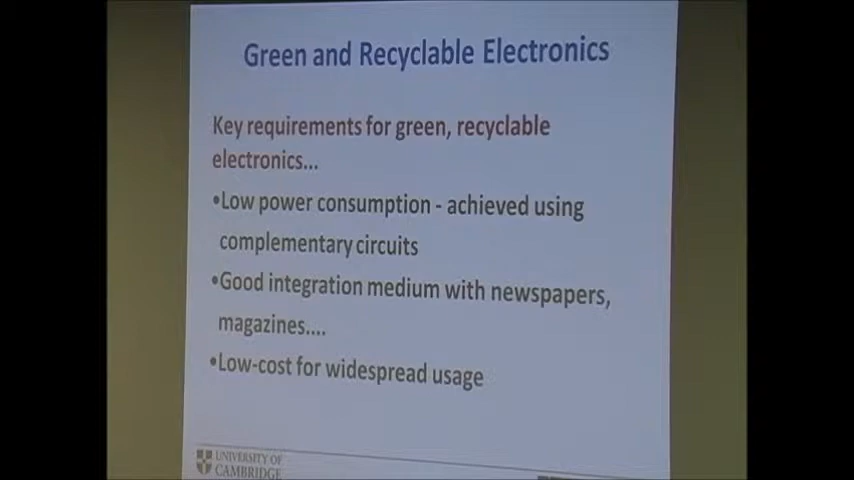 Green and Recyclable Electronics
Key requirements for green, recyclable
electronics...
•Low power consumption - achieved using
complementary circuits
•Good integration medium with newspapers,
magazines....
•Low-cost for widespread usage
UNIVERSITY OF
CAMBRIDGE